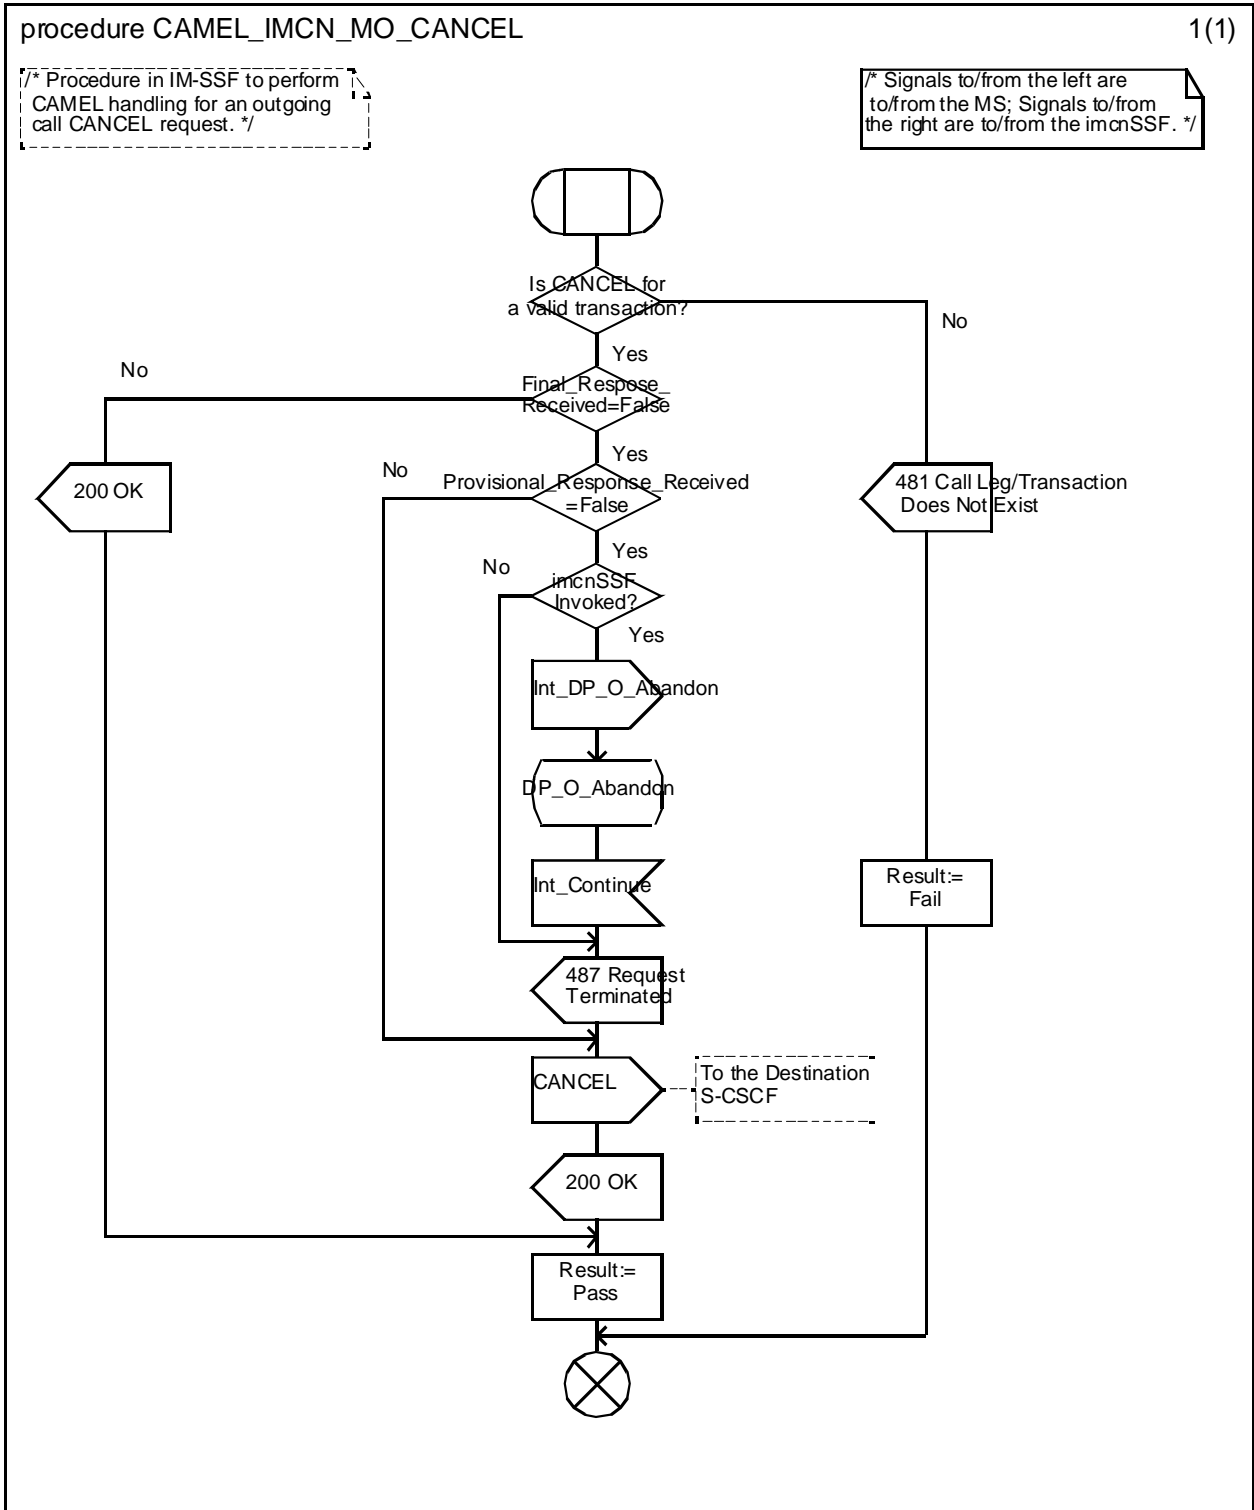 procedure CAMEL_IMCN_MO_CANCEL
1(1)
/* Procedure in IM-SSF to perform
CAMEL handling for an outgoing
call CANCEL request. */
/* Signals to/from the left are
to/from the MS; Signals to/from
the right are to/from the imcnSSF. */
Is CANCEL for
a valid transaction?
No
Yes
No
Final_Respose_
Received=False
Yes
No
Provisional_Response_Received
=False
200 OK
481 Call Leg/Transaction
Does Not Exist
Yes
No
imcnSSF
Invoked?
Yes
Int_DP_O_Abandon
DP_O_Abandon
Int_Continue
Result:=
Fail
487 Request
Terminated
CANCEL
To the Destination
S-CSCF
200 OK
Result:=
Pass